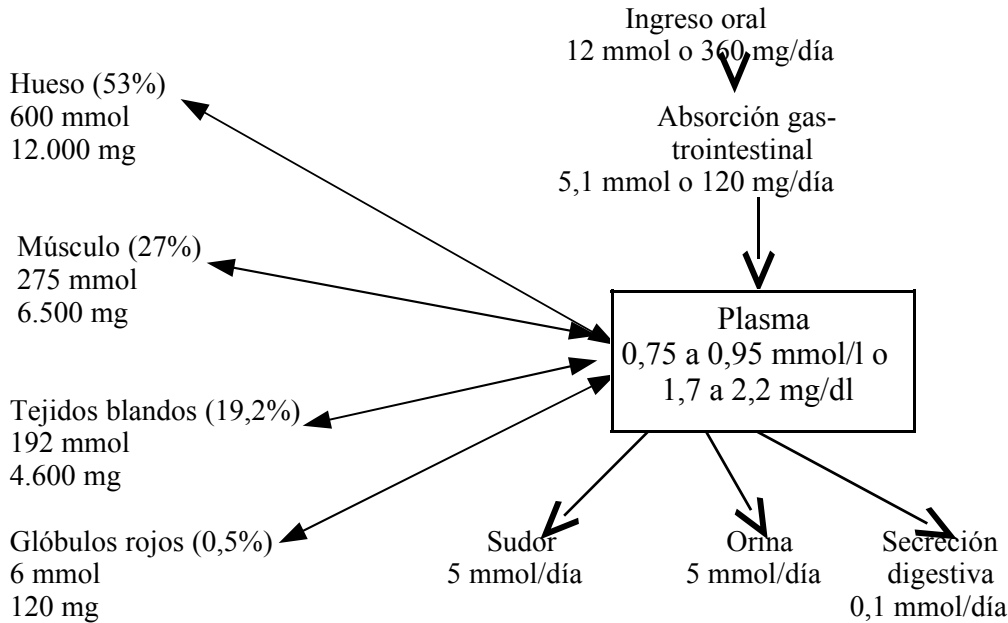 Ingreso oral
12 mmol o 360 mg/día
Absorción gas-
trointestinal
5,1 mmol o 120 mg/día
Hueso (53%)
600 mmol
12.000 mg
Músculo (27%)
275 mmol
6.500 mg
Tejidos blandos (19,2%)
192 mmol
4.600 mg
Glóbulos rojos (0,5%)
6 mmol
120 mg
Plasma
0,75 a 0,95 mmol/l o
1,7 a 2,2 mg/dl
Sudor
5 mmol/día
Orina
5 mmol/día
Secreción
digestiva
0,1 mmol/día